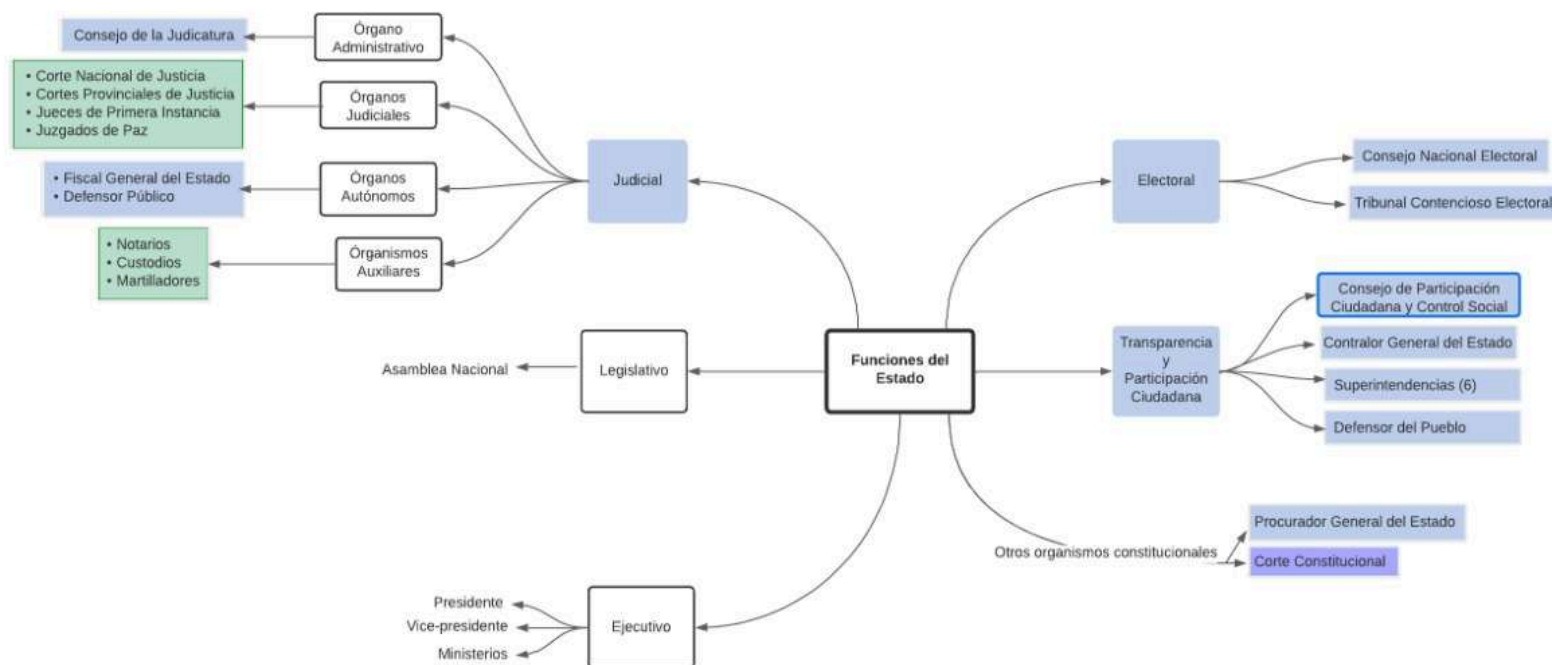 Consejo de la Judicatura
Órgano
Administrativo
• Corte Nacional de Justicia
• Cortes Provinciales de Justicia
• Jueces de Primera Instancia
• Juzgados de Paz
Órganos
Judiciales
• Fiscal General del Estado
• Defensor Público
Órganos
Autónomos
• Notarios
• Custodios
• Martilladores
Órganismos
Auxiliares
Judicial
Electoral
Consejo Nacional Electoral
Tribunal Contencioso Electoral
Asamblea Nacional
Legislativo
Funciones del
Estado
Transparencia
y
Participación
Ciudadana
Consejo de Participación
Ciudadana y Control Social
Contralor General del Estado
Superintendencias (6)
Defensor del Pueblo
Otros organismos constitucionales
Procurador General del Estado
Corte Constitucional
Presidente
Vice-presidente
Ministerios
Ejecutivo